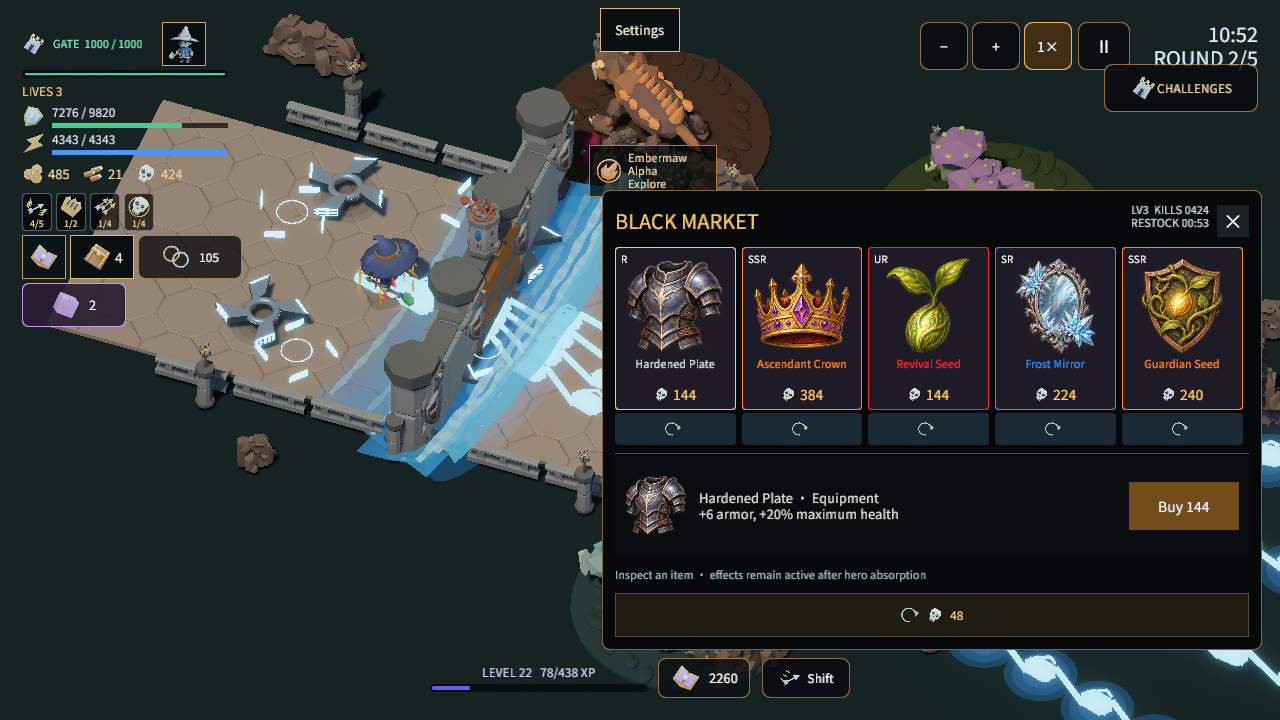 GATE 1000 / 1000
LIVES 3
7276 / 9820
4343 / 4343
485 21 424
4/5 1/2 1/4 1/4
4 105
2
Settings
− + 1× II
10:52
ROUND 2/5
CHALLENGES
Embermaw
Alpha
Explore
BLACK MARKET
LV3 KILLS 0424
RESTOCK 00:53
R SSR UR SR SSR
Hardened Plate Ascendant Crown Revival Seed Frost Mirror Guardian Seed
144 384 144 224 240
Hardened Plate • Equipment
+6 armor, +20% maximum health
Buy 144
Inspect an item • effects remain active after hero absorption
48
LEVEL 22 78/438 XP
2260
Shift